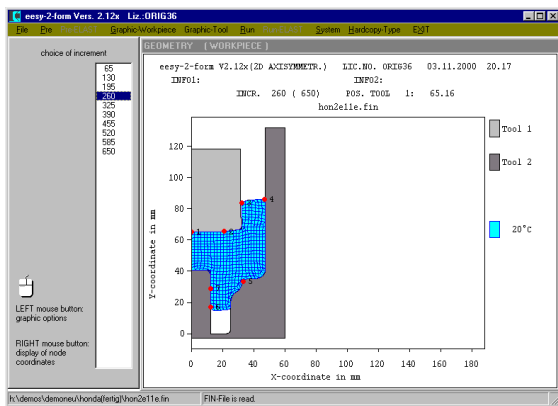 eesy-2-form Vers. 2.12x Liz.:ORIG36
File Pre Graphic-Workpiece Graphic-Tool Run System Hardcopy-Type EXIT
choice of increment
65
130
195
260
325
390
455
520
585
650
LEFT mouse button:
graphic options
RIGHT mouse button:
display of node
coordinates
GEOMETRY (WORKPIECE)
eesy-2-form V2.12x(2D AXISYMMETR.) LIC.NO. ORIG36 03.11.2000 20.17
INFO1: INFO2:
INCR. 260 ( 650) POS. TOOL 1: 65.16
hon2e11e.fin
Tool 1
Tool 2
20°C
Y-coordinate in mm
120
100
80
60
40
20
0
1
4
5
0 20 40 60 80 100 120 140 160 180
X-coordinate in mm
h:\demos\demoneu\honda(fertig)\hon2e11e.fin FIN-File is read.